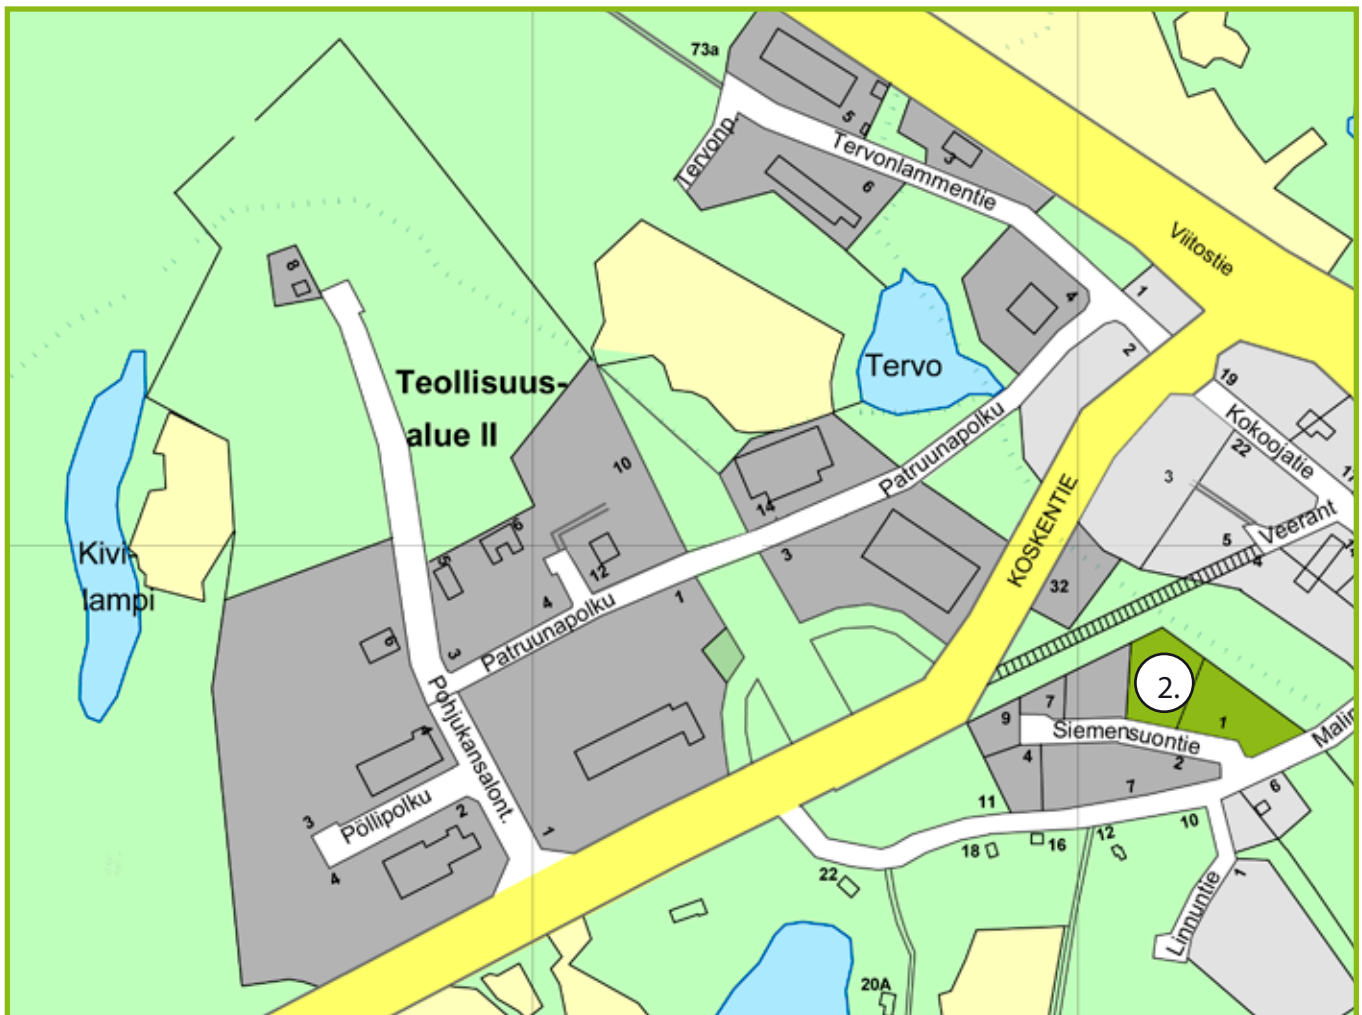 73a
5
Tervonp.
Tervonlammentie
3
6
Viitostie
8
4
1
2
Tervo
Teollisuus-
alue II
19
Kokoojatie
22
17
3
10
Patruunapolku
14
KOSKENTIE
Veerant
5
4
6
5
12
3
32
Kivi-
lampi
4
1
Patruunapolku
6
3
Pohjukansalont.
2.
7
9
1
Siemensuontie
Malin
4
2
7
4
11
6
10
Pöllipolku
3
2
1
12
16
18
4
22
1
Linnuntie
20A